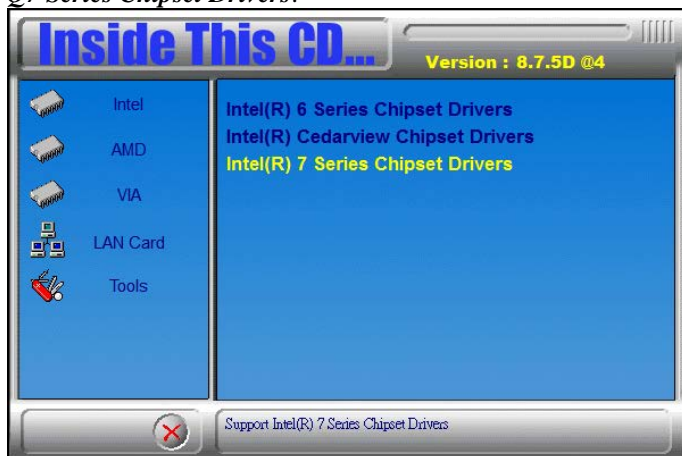 Q7 Series Chipset Drivers.
Inside This CD...
Version : 8.7.5D @4
Intel
AMD
VIA
LAN Card
Tools
Intel(R) 6 Series Chipset Drivers
Intel(R) Cedarview Chipset Drivers
Intel(R) 7 Series Chipset Drivers
Support Intel(R) 7 Series Chipset Drivers